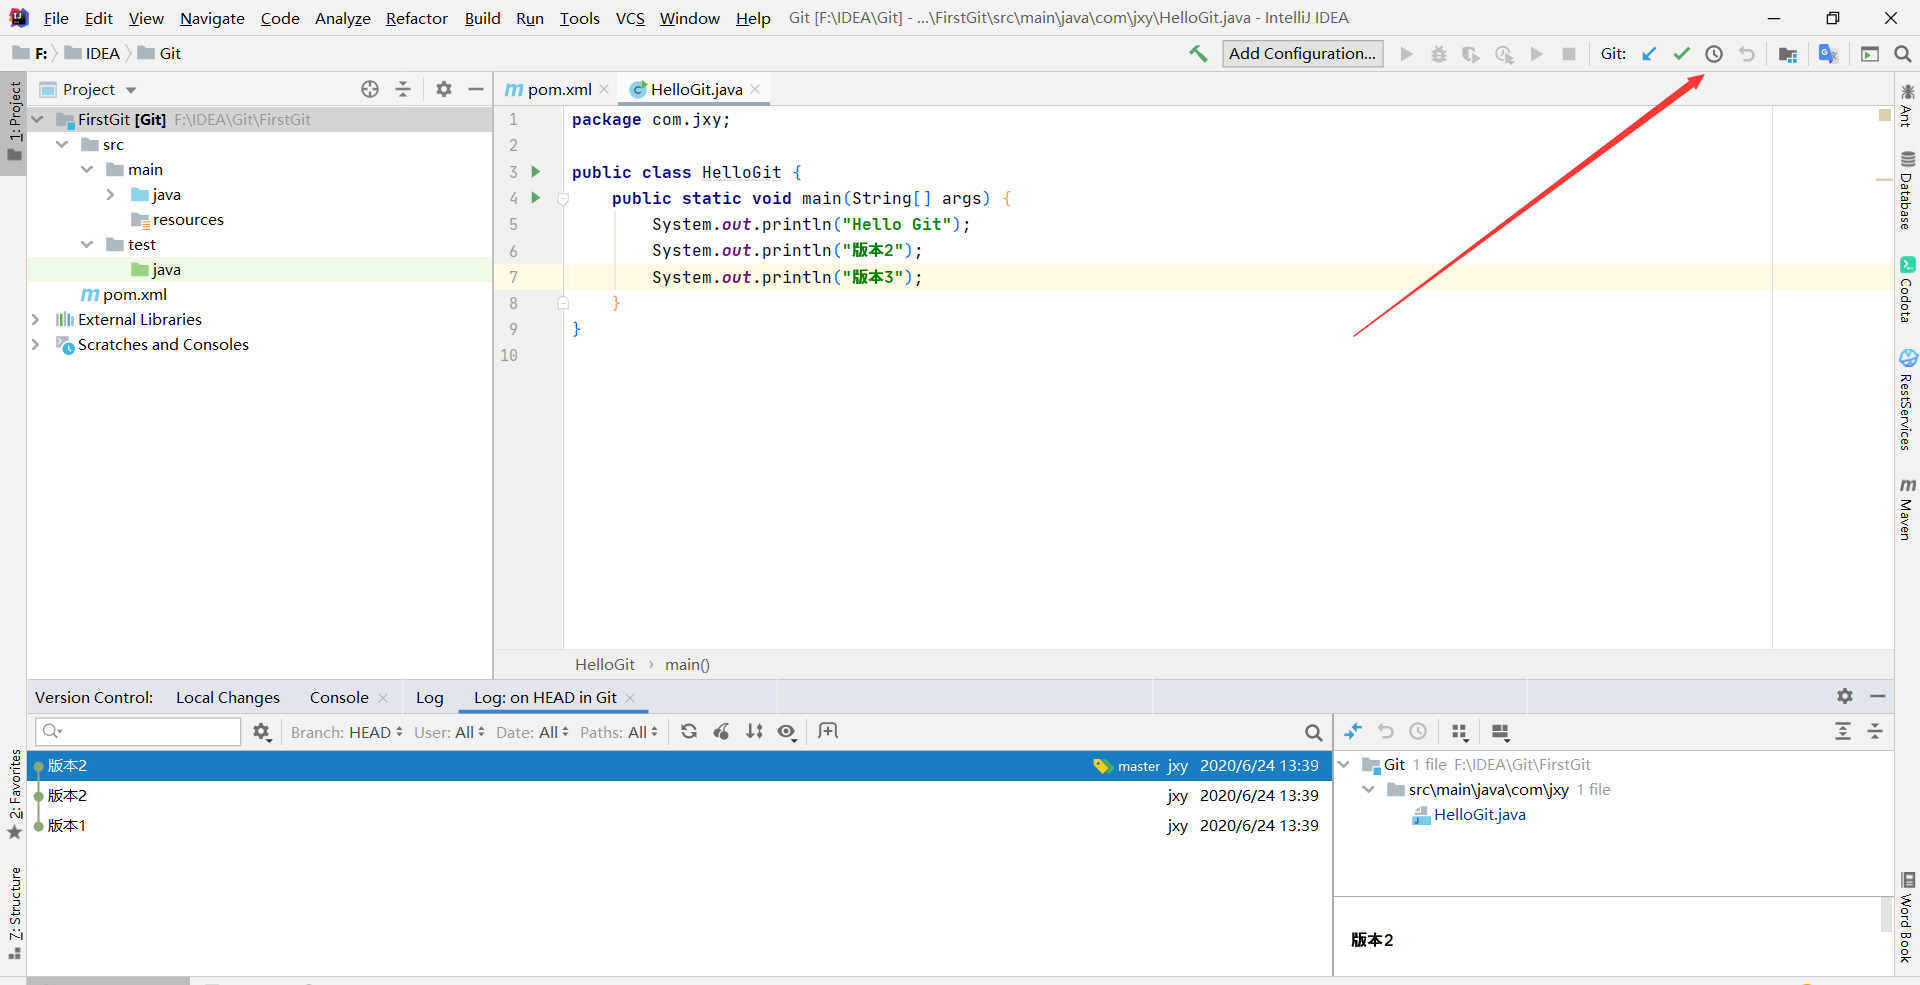 File Edit View Navigate Code Analyze Refactor Build Run Tools VCS Window Help Git [F:\IDEA\Git] - ...\FirstGit\src\main\java\com\jxy\HelloGit.java - IntelliJ IDEA
F: IDEA Git
Add Configuration...
Git:
1: Project
Project
pom.xml
HelloGit.java
FirstGit [Git] F:\IDEA\Git\FirstGit
src
main
java
resources
test
java
pom.xml
External Libraries
Scratches and Consoles
1 package com.jxy;
2
3 public class HelloGit {
4 public static void main(String[] args) {
5 System.out.println("Hello Git");
6 System.out.println("版本2");
7 System.out.println("版本3");
8 }
9 }
10
HelloGit › main()
Ant
Database
Codota
RestServices
Maven
Word Book
2: Favorites
7: Structure
Version Control: Local Changes Console Log Log: on HEAD in Git
Branch: HEAD User: All Date: All Paths: All
版本2 master jxy 2020/6/24 13:39
版本2 jxy 2020/6/24 13:39
版本1 jxy 2020/6/24 13:39
Git 1 file F:\IDEA\Git\FirstGit
src\main\java\com\jxy 1 file
HelloGit.java
版本2